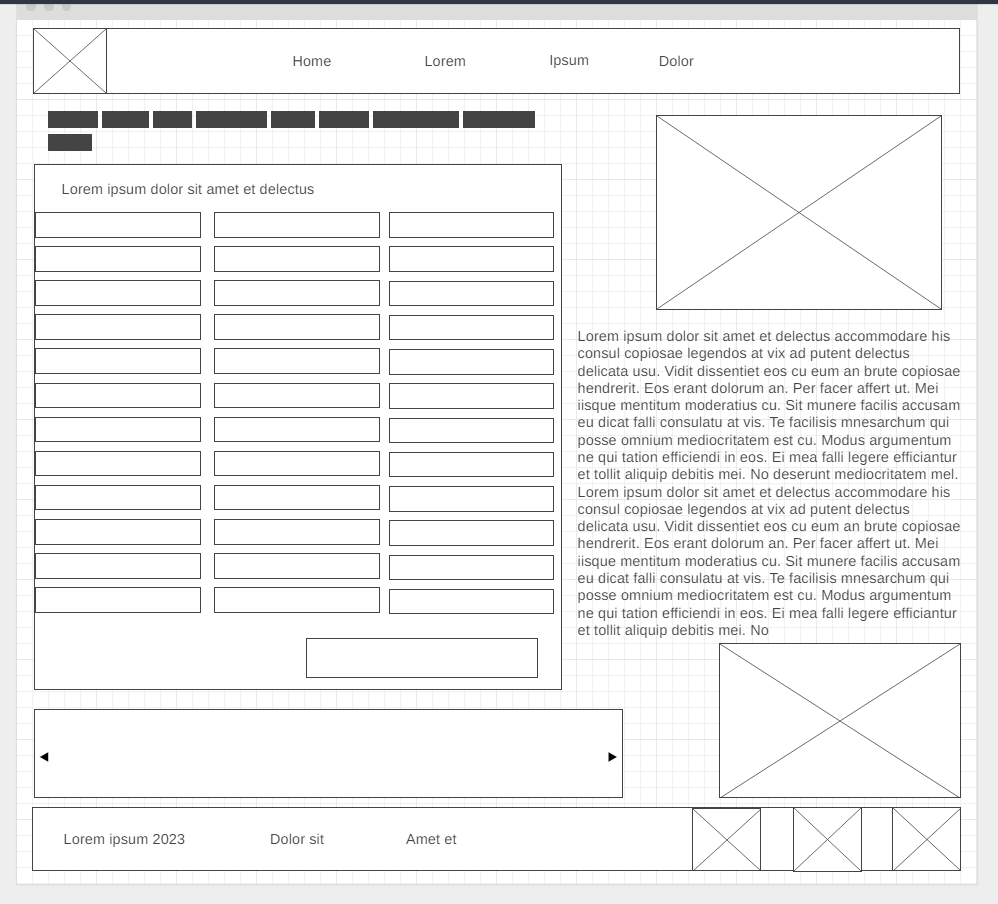 Home Lorem Ipsum Dolor
Lorem ipsum dolor sit amet et delectus
Lorem ipsum dolor sit amet et delectus accommodare his
consul copiosae legendos at vix ad putent delectus
delicata usu. Vidit dissentiet eos cu eum an brute copiosae
hendrerit. Eos erant dolorum an. Per facer affert ut. Mei
iisque mentitum moderatius cu. Sit munere facilis accusam
eu dicat falli consulatu at vis. Te facilisis mnesarchum qui
posse omnium mediocritatem est cu. Modus argumentum
ne qui tation efficiendi in eos. Ei mea falli legere efficiantur
et tollit aliquip debitis mei. No deserunt mediocritatem mel.
Lorem ipsum dolor sit amet et delectus accommodare his
consul copiosae legendos at vix ad putent delectus
delicata usu. Vidit dissentiet eos cu eum an brute copiosae
hendrerit. Eos erant dolorum an. Per facer affert ut. Mei
iisque mentitum moderatius cu. Sit munere facilis accusam
eu dicat falli consulatu at vis. Te facilisis mnesarchum qui
posse omnium mediocritatem est cu. Modus argumentum
ne qui tation efficiendi in eos. Ei mea falli legere efficiantur
et tollit aliquip debitis mei. No
Lorem ipsum 2023 Dolor sit Amet et